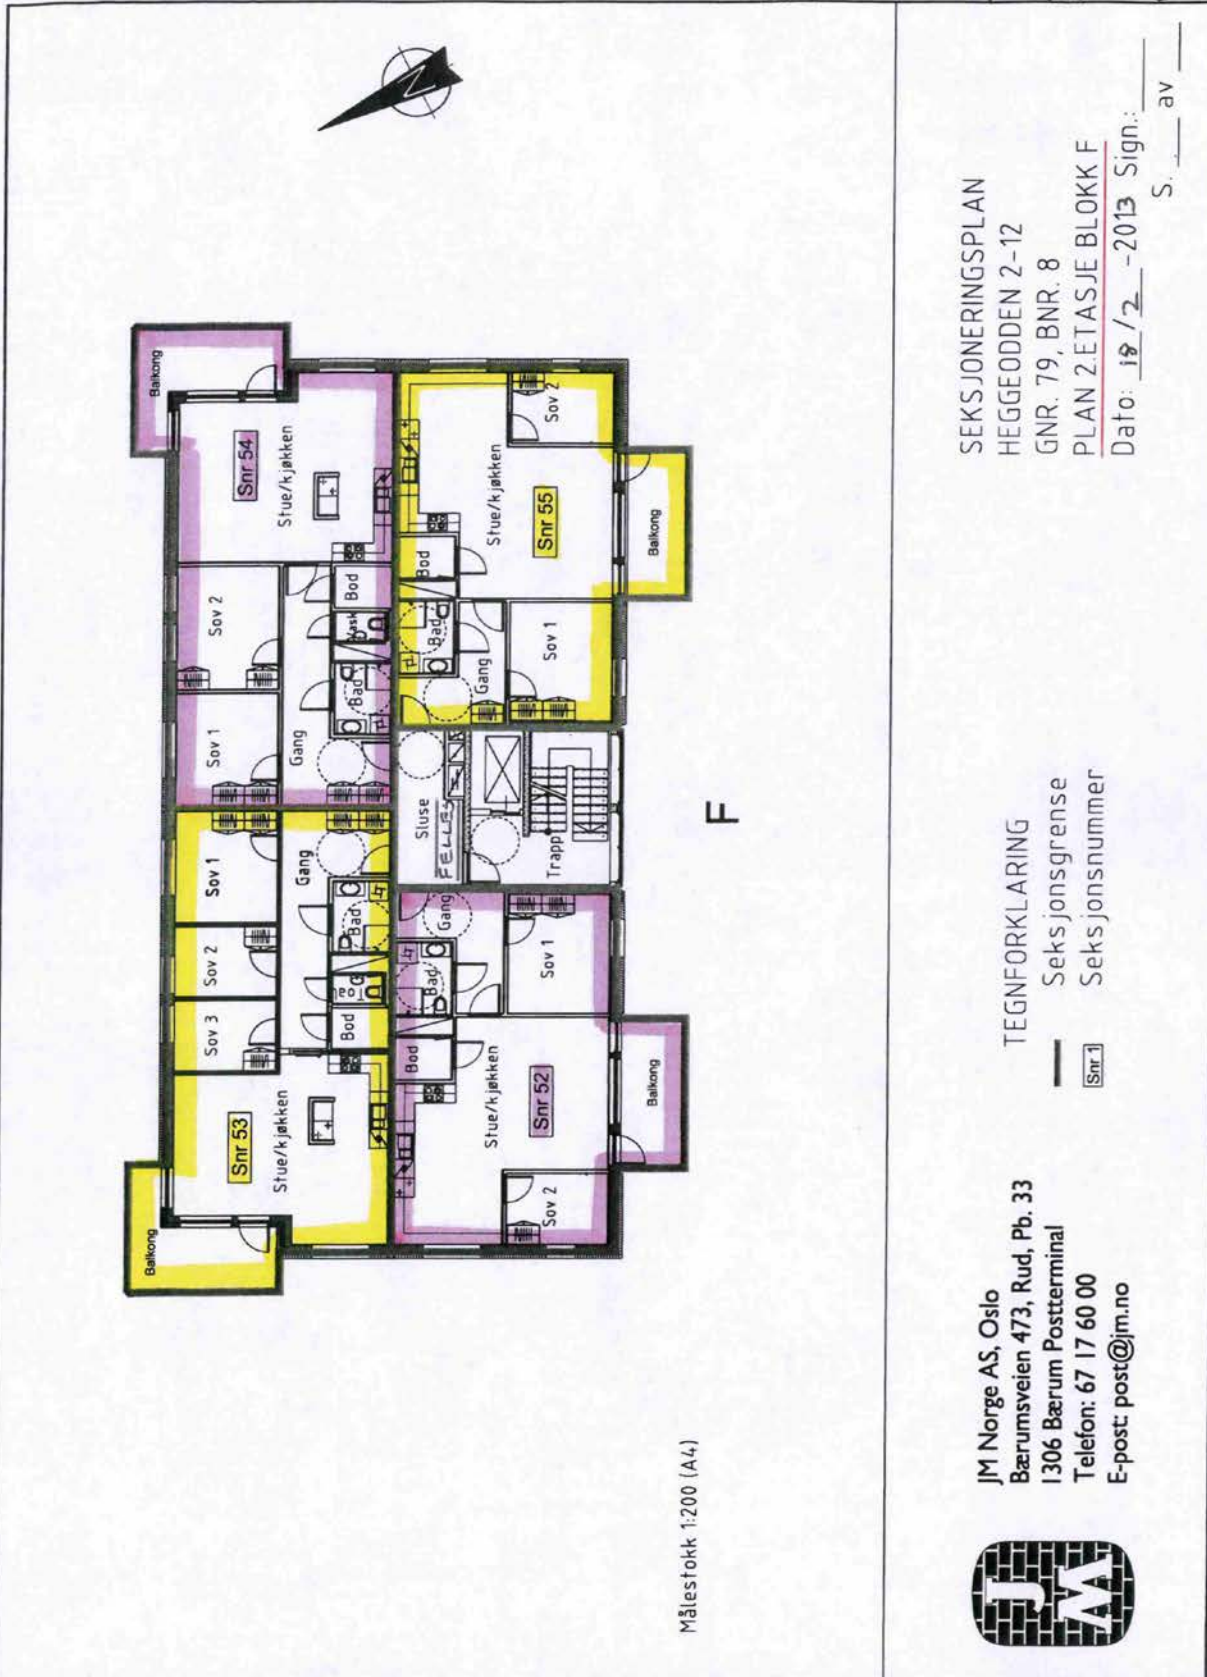 N
Balkong
Snr 53
Stue/kjøkken
Sov 3
Sov 2
Sov 1
Bod
Bad
Gang
Sov 1
Sov 2
Snr 54
Stue/kjøkken
Balkong
Gang
Bad
Vask
Bod
Bod
Bad
Gang
Stue/kjøkken
Snr 52
Sov 2
Sov 1
Balkong
Sluse
FELLES
Trapp
Bad
Bod
Gang
Stue/kjøkken
Snr 55
Sov 1
Sov 2
Balkong
F
Målestokk 1:200 (A4)
JM
JM Norge AS, Oslo
Bærumsveien 473, Rud, Pb. 33
1306 Bærum Postterminal
Telefon: 67 17 60 00
E-post: post@jm.no
TEGNFORKLARING
Seksjonsgrense
Snr 1 Seksjonsnummer
SEKSJONERINGSPLAN
HEGGEODDEN 2-12
GNR. 79, BNR. 8
PLAN 2.ETASJE BLOKK F
Dato: 18/2 -2013 Sign.:
S. av